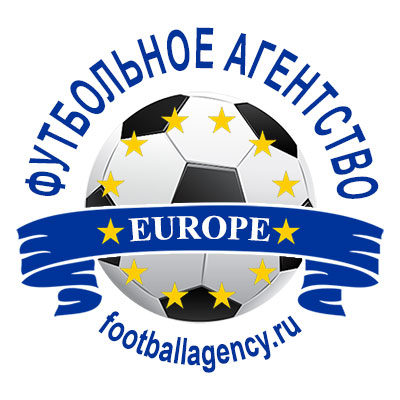 ФУТБОЛЬНОЕ АГЕНТСТВО
EUROPE
footballagency.ru